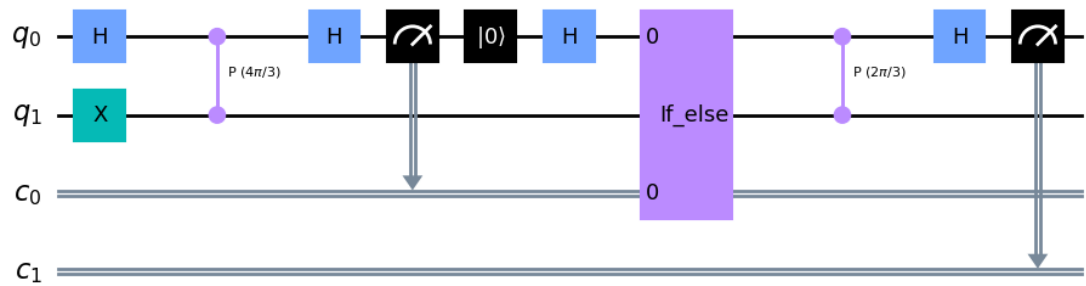 q0 H H |0⟩ H 0 H
P (4π/3) P (2π/3)
q1 X If_else
c0 0
c1